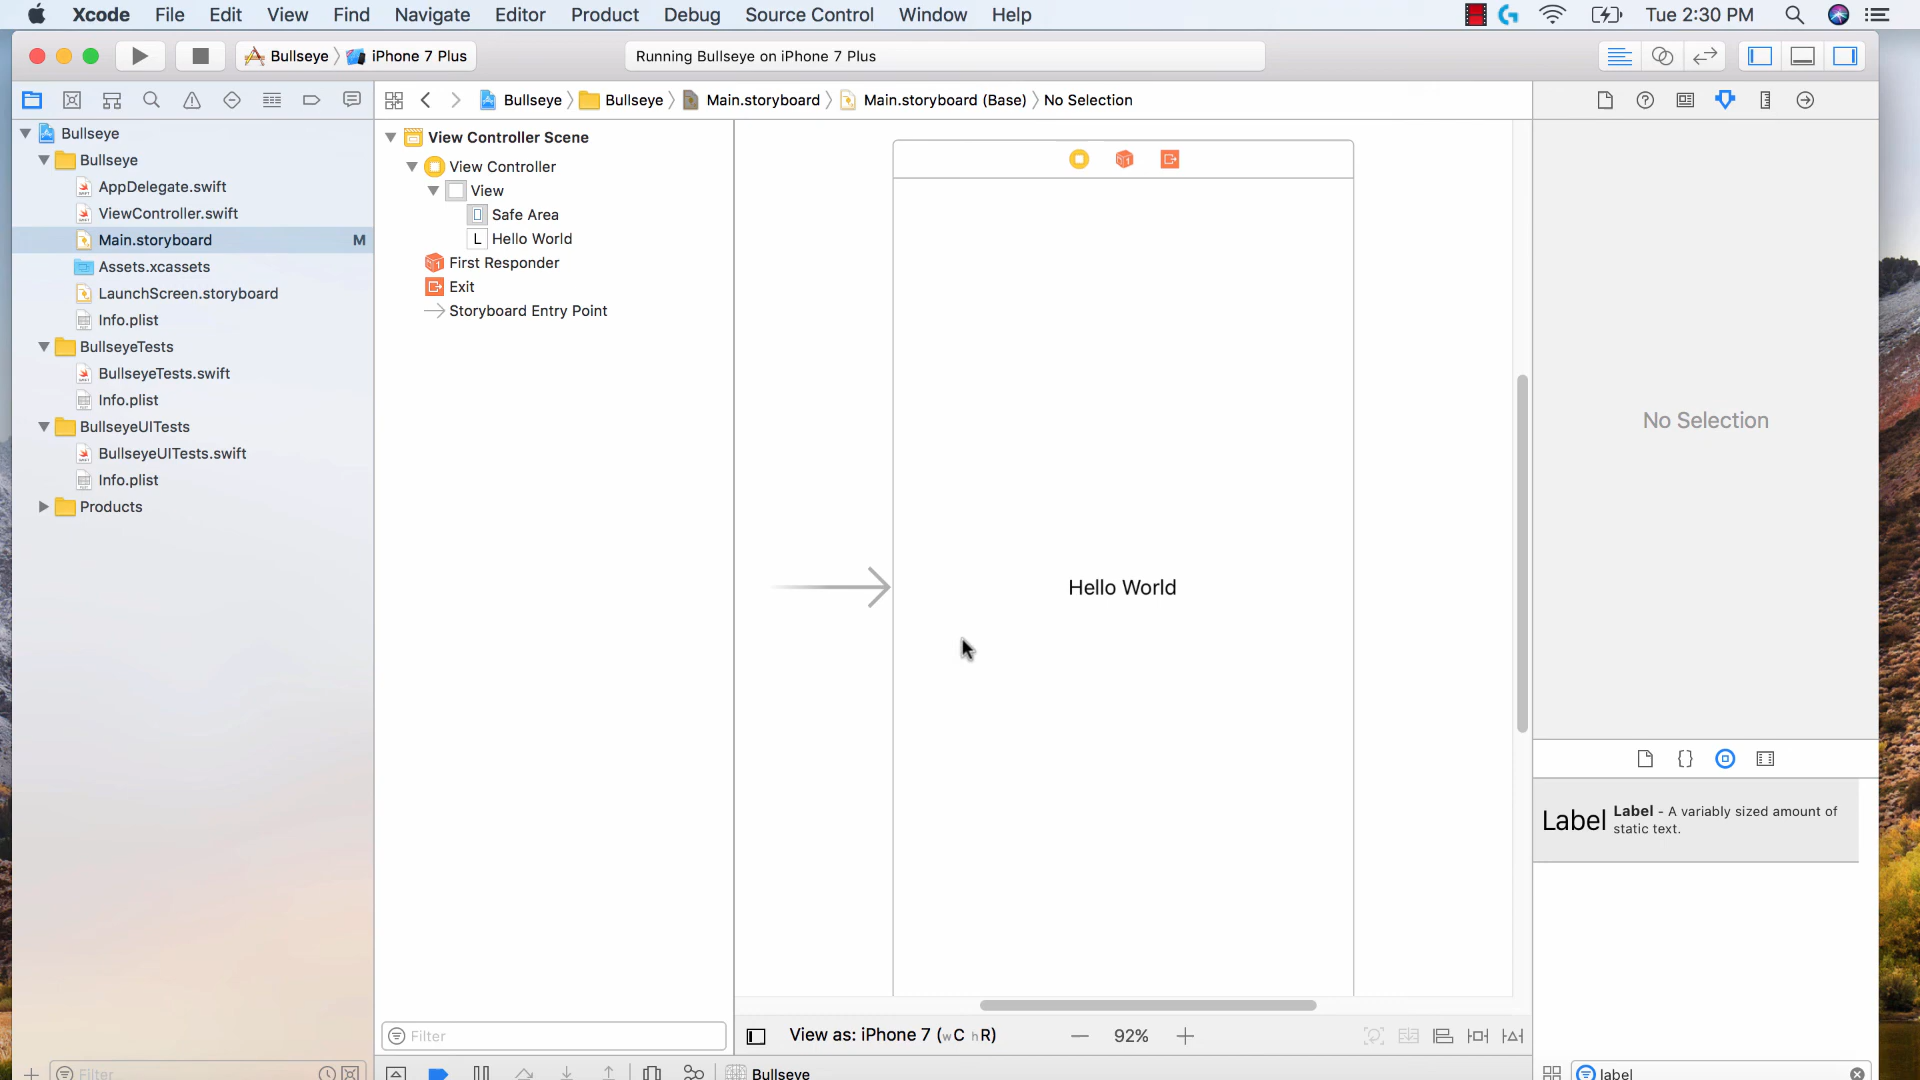 Xcode File Edit View Find Navigate Editor Product Debug Source Control Window Help Tue 2:30 PM
Bullseye iPhone 7 Plus Running Bullseye on iPhone 7 Plus
Bullseye Bullseye Main.storyboard Main.storyboard (Base) No Selection
Bullseye
Bullseye
AppDelegate.swift
ViewController.swift
Main.storyboard M
Assets.xcassets
LaunchScreen.storyboard
Info.plist
BullseyeTests
BullseyeTests.swift
Info.plist
BullseyeUITests
BullseyeUITests.swift
Info.plist
Products
Filter
View Controller Scene
View Controller
View
Safe Area
L Hello World
First Responder
Exit
Storyboard Entry Point
Filter
Hello World
View as: iPhone 7 (wC hR) 92%
Bullseye
No Selection
Label Label - A variably sized amount of
static text.
label